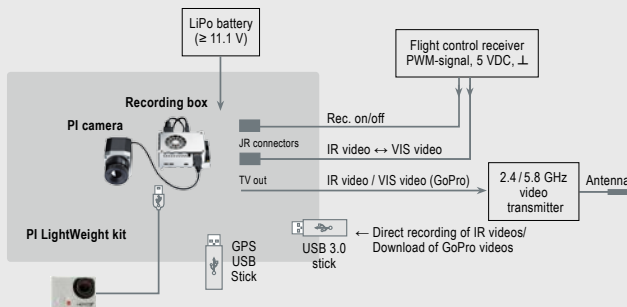 LiPo battery
(≥ 11.1 V)
Flight control receiver
PWM-signal, 5 VDC, ⊥
Recording box
PI camera
JR connectors
Rec. on/off
IR video ↔ VIS video
TV out
IR video / VIS video (GoPro)
2.4 / 5.8 GHz
video
transmitter
Antenna
PI LightWeight kit
GPS
USB
Stick
USB 3.0
stick
← Direct recording of IR videos/
Download of GoPro videos